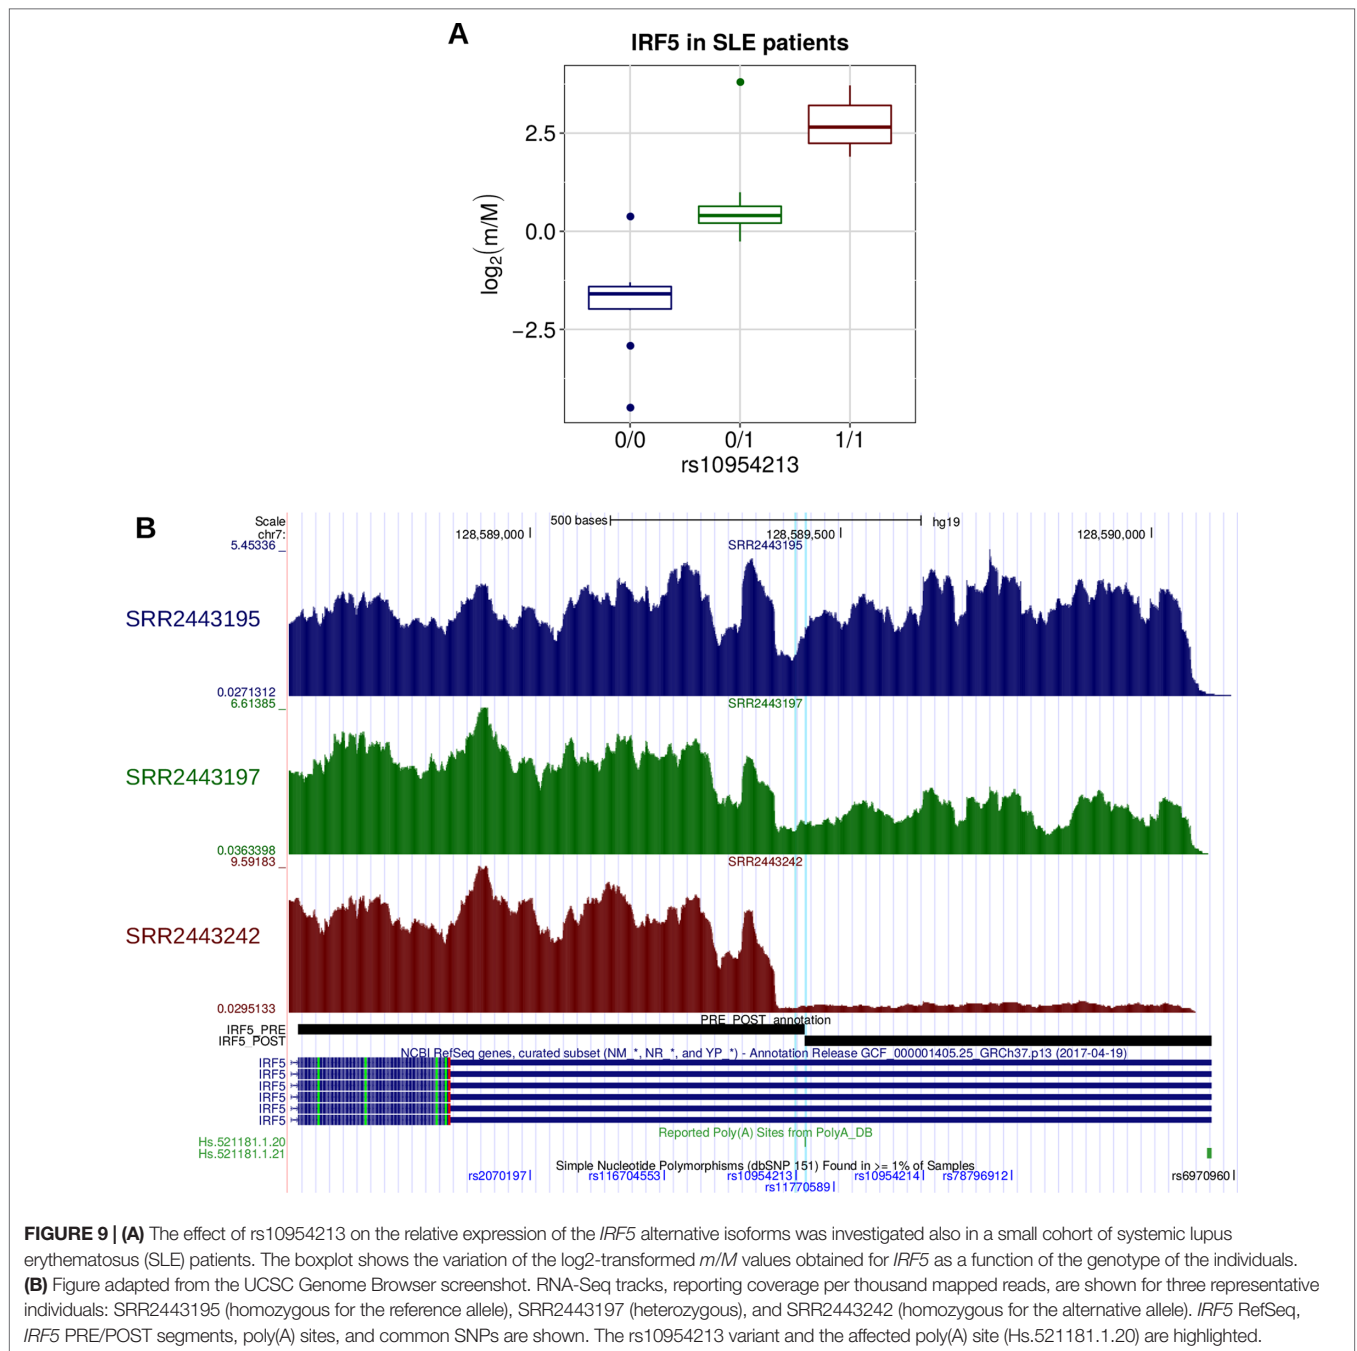 A
IRF5 in SLE patients
2.5
0.0
−2.5
log2(m/M)
0/0 0/1 1/1
rs10954213
B
Scale 500 bases hg19
chr7: 128,589,000 128,589,500 128,590,000
5.45336 _ SRR2443195
SRR2443195
0.0271312
6.61385 _ SRR2443197
SRR2443197
0.0363398
9.59183 _ SRR2443242
SRR2443242
0.0295133
PRE_POST_annotation
IRF5_PRE
IRF5_POST
NCBI RefSeq genes, curated subset (NM_*, NR_*, and YP_*) - Annotation Release GCF_000001405.25_GRCh37.p13 (2017-04-19)
IRF5
IRF5
IRF5
IRF5
IRF5
IRF5
Reported Poly(A) Sites from PolyA_DB
Hs.521181.1.20
Hs.521181.1.21
Simple Nucleotide Polymorphisms (dbSNP 151) Found in >= 1% of Samples
rs2070197 rs116704553 rs10954213 rs10954214 rs78796912 rs6970960
rs11770589
FIGURE 9 | (A) The effect of rs10954213 on the relative expression of the IRF5 alternative isoforms was investigated also in a small cohort of systemic lupus
erythematosus (SLE) patients. The boxplot shows the variation of the log2-transformed m/M values obtained for IRF5 as a function of the genotype of the individuals.
(B) Figure adapted from the UCSC Genome Browser screenshot. RNA-Seq tracks, reporting coverage per thousand mapped reads, are shown for three representative
individuals: SRR2443195 (homozygous for the reference allele), SRR2443197 (heterozygous), and SRR2443242 (homozygous for the alternative allele). IRF5 RefSeq,
IRF5 PRE/POST segments, poly(A) sites, and common SNPs are shown. The rs10954213 variant and the affected poly(A) site (Hs.521181.1.20) are highlighted.